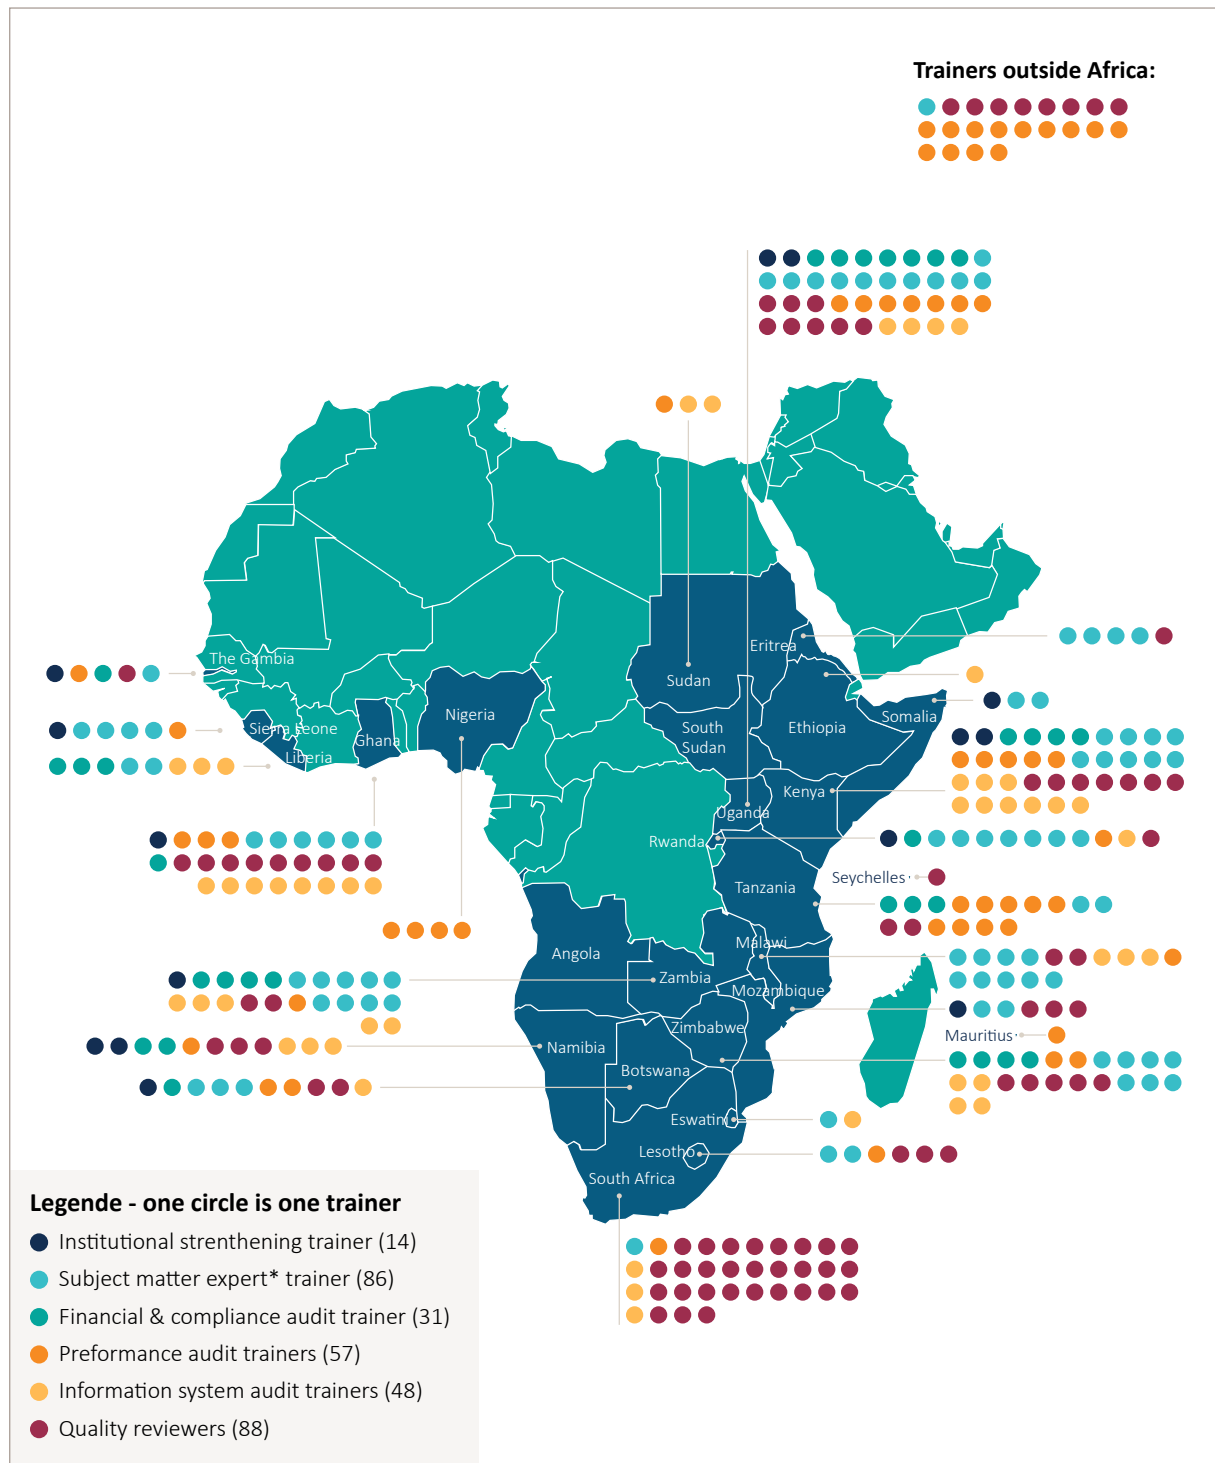 Trainers outside Africa:
The Gambia
Eritrea
Sudan
Nigeria
Somalia
Sierra Leone
South
Sudan
Ethiopia
Ghana
Liberia
Kenya
Uganda
Rwanda
Seychelles
Tanzania
Malawi
Angola
Zambia
Mozambique
Zimbabwe
Mauritius
Namibia
Botswana
Eswatini
Lesotho
South Africa
Legende - one circle is one trainer
Institutional strenthening trainer (14)
Subject matter expert* trainer (86)
Financial & compliance audit trainer (31)
Preformance audit trainers (57)
Information system audit trainers (48)
Quality reviewers (88)